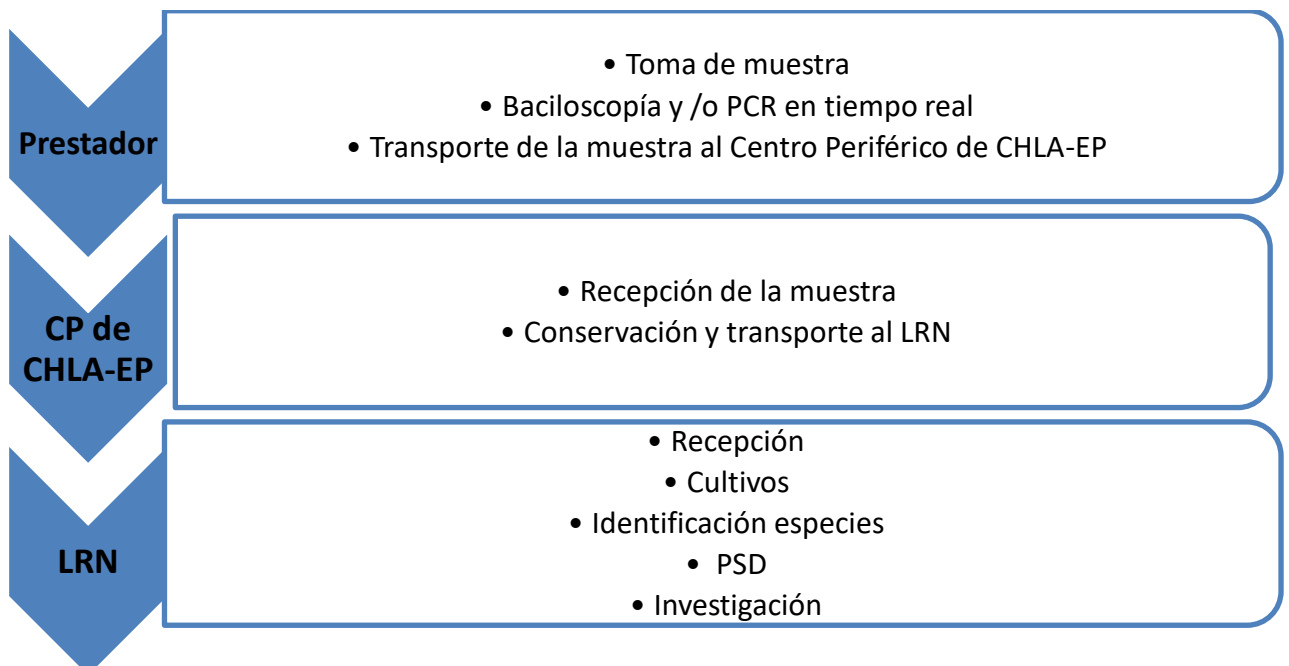 Prestador
• Toma de muestra
• Baciloscopía y /o PCR en tiempo real
• Transporte de la muestra al Centro Periférico de CHLA-EP
CP de
CHLA-EP
• Recepción de la muestra
• Conservación y transporte al LRN
LRN
• Recepción
• Cultivos
• Identificación especies
• PSD
• Investigación